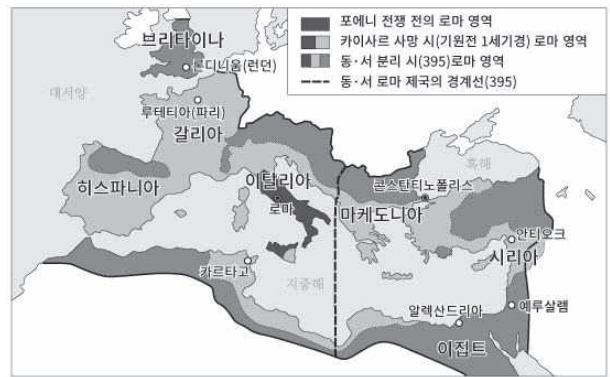 포에니 전쟁 전의 로마 영역
카이사르 사망 시(기원전 1세기경) 로마 영역
동·서 분리 시(395)로마 영역
동·서 로마 제국의 경계선(395)
브리타이나
론디니움(런던)
대서양
루테티아(파리)
갈리아
흑해
이탈리아
콘스탄티노폴리스
히스파니아
로마
마케도니아
안티오크
시리아
카르타고
지중해
알렉산드리아
예루살렘
이집트